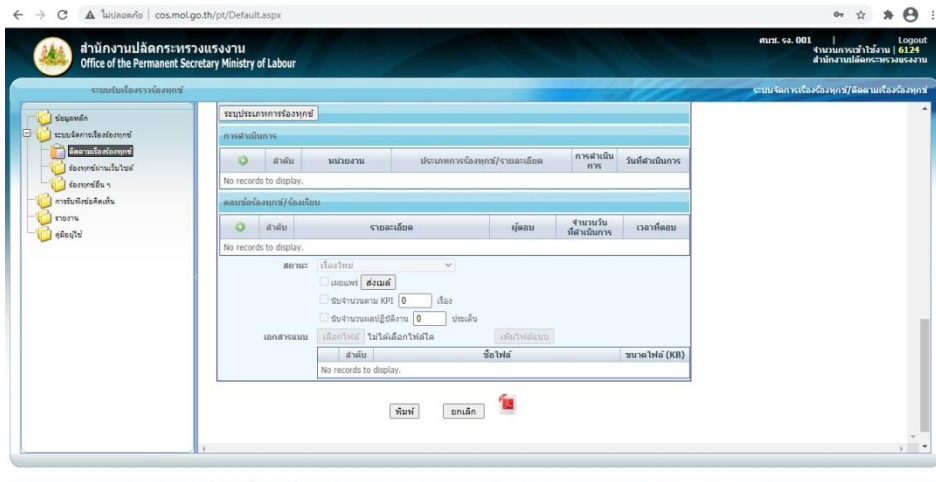 ไม่ปลอดภัย | cos.mol.go.th/pt/Default.aspx
สำนักงานปลัดกระทรวงแรงงาน
Office of the Permanent Secretary Ministry of Labour
ศบช. รง. 001 | Logout
จำนวนการเข้าใช้งาน | 6124
สำนักงานปลัดกระทรวงแรงงาน
ระบบรับเรื่องราวร้องทุกข์
ระบบจัดการเรื่องร้องทุกข์/ติดตามเรื่องร้องทุกข์
ข้อมูลหลัก
ระบบจัดการเรื่องร้องทุกข์
ติดตามเรื่องร้องทุกข์
ร้องทุกข์ผ่านเว็บไซต์
ร้องทุกข์อื่น ๆ
การรับฟังข้อคิดเห็น
รายงาน
คู่มือผู้ใช้
ระบุประเภทการร้องทุกข์
การดำเนินการ
ลำดับ หน่วยงาน ประเภทการร้องทุกข์/รายละเอียด การดำเนินการ วันที่ดำเนินการ
No records to display.
ตอบข้อร้องทุกข์/ร้องเรียน
ลำดับ รายละเอียด ผู้ตอบ จำนวนวันที่ดำเนินการ เวลาที่ตอบ
No records to display.
สถานะ เรื่องใหม่
เผยแพร่ ส่งเมล์
นับจำนวนตาม KPI 0 เรื่อง
นับจำนวนผลปฏิบัติงาน 0 ประเด็น
เอกสารแนบ เลือกไฟล์ ไม่ได้เลือกไฟล์ใด เพิ่มไฟล์แนบ
ลำดับ ชื่อไฟล์ ขนาดไฟล์ (KB)
No records to display.
พิมพ์ ยกเลิก